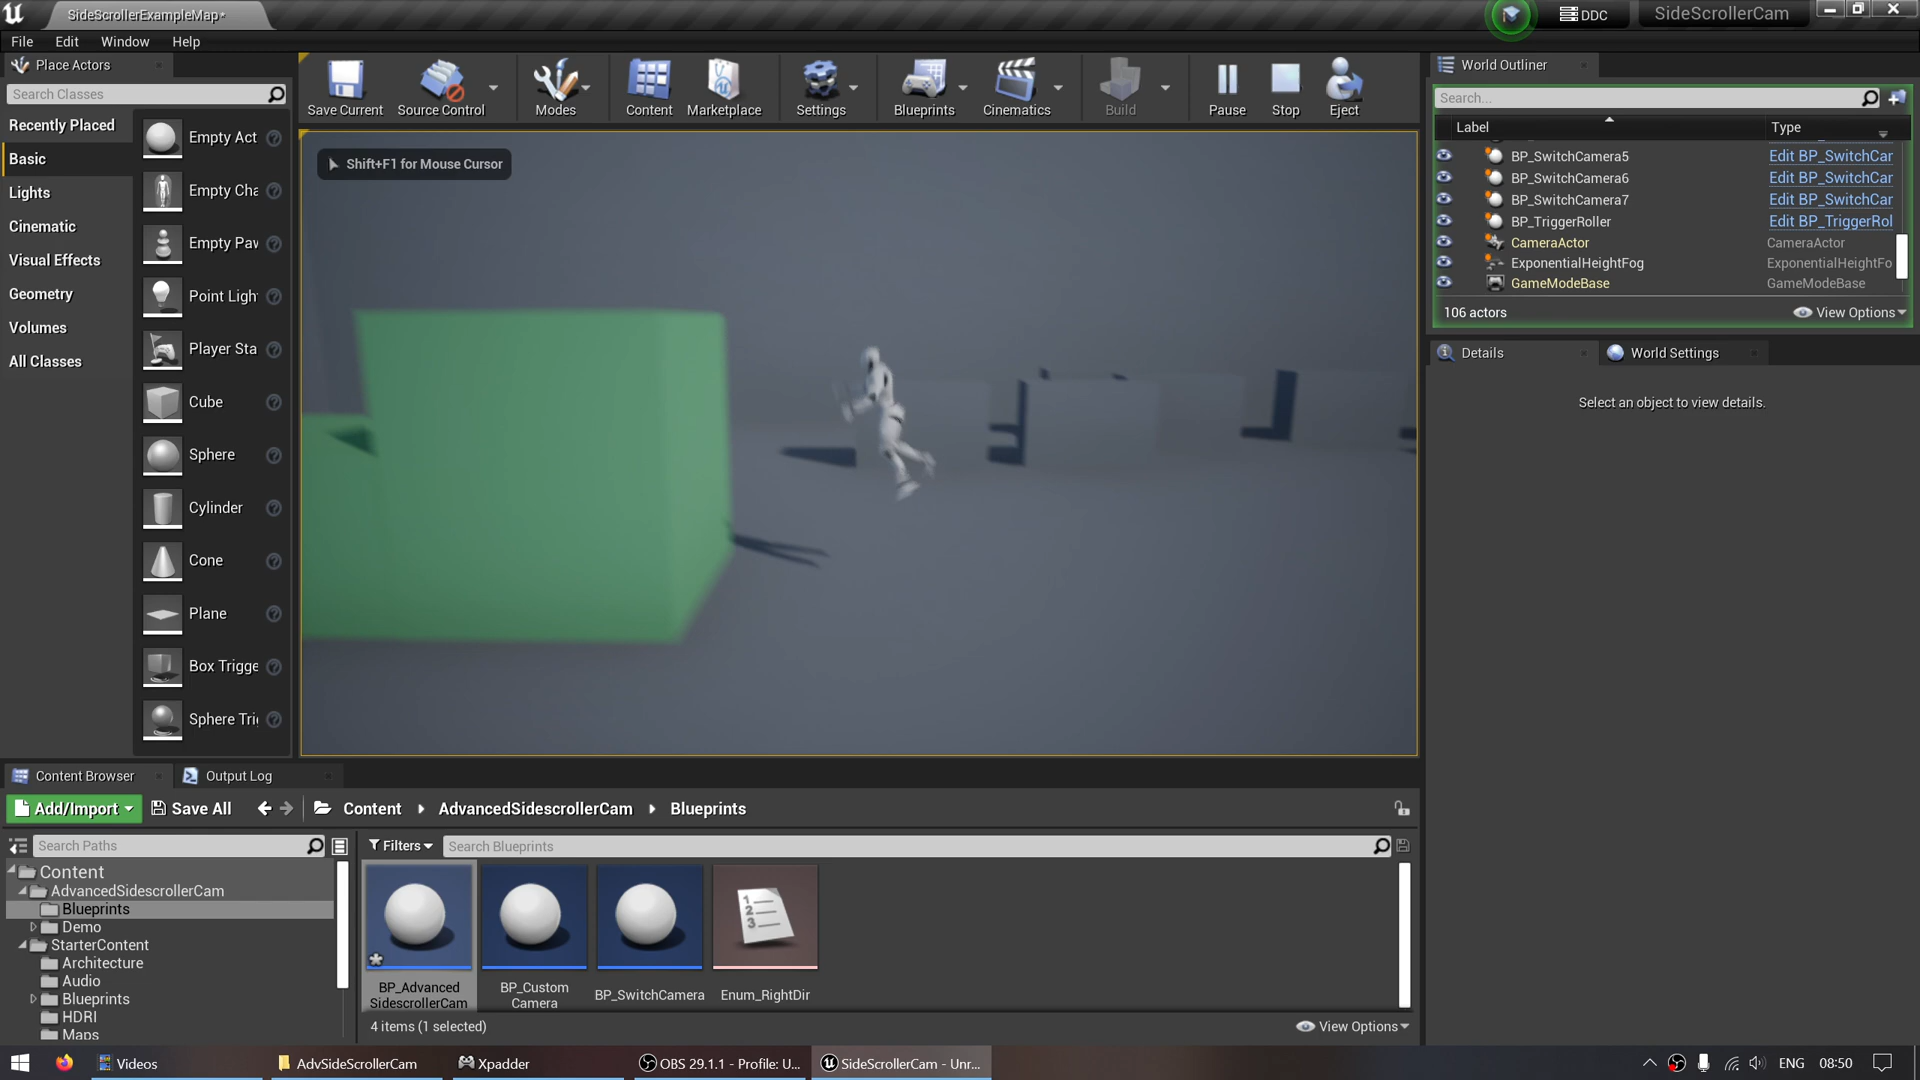 SideScrollerExampleMap*
DDC
SideScrollerCam
File
Edit
Window
Help
Place Actors
Search Classes
Recently Placed
Basic
Lights
Cinematic
Visual Effects
Geometry
Volumes
All Classes
Empty Act
Empty Cha
Empty Paw
Point Ligh
Player Sta
Cube
Sphere
Cylinder
Cone
Plane
Box Trigge
Sphere Trig
Save Current
Source Control
Modes
Content
Marketplace
Settings
Blueprints
Cinematics
Build
Pause
Stop
Eject
Shift+F1 for Mouse Cursor
World Outliner
Search...
Label
Type
BP_SwitchCamera5
Edit BP_SwitchCar
BP_SwitchCamera6
Edit BP_SwitchCar
BP_SwitchCamera7
Edit BP_SwitchCar
BP_TriggerRoller
Edit BP_TriggerRol
CameraActor
CameraActor
ExponentialHeightFog
ExponentialHeightFo
GameModeBase
GameModeBase
106 actors
View Options
Details
World Settings
Select an object to view details.
Content Browser
Output Log
Add/Import
Save All
Content
AdvancedSidescrollerCam
Blueprints
Search Paths
Filters
Search Blueprints
Content
AdvancedSidescrollerCam
Blueprints
Demo
StarterContent
Architecture
Audio
Blueprints
HDRI
Maps
BP_Advanced
SidescrollerCam
BP_Custom
Camera
BP_SwitchCamera
1
2
3
Enum_RightDir
4 items (1 selected)
View Options
Videos
AdvSideScrollerCam
Xpadder
OBS 29.1.1 - Profile: U...
SideScrollerCam - Unr...
ENG
08:50